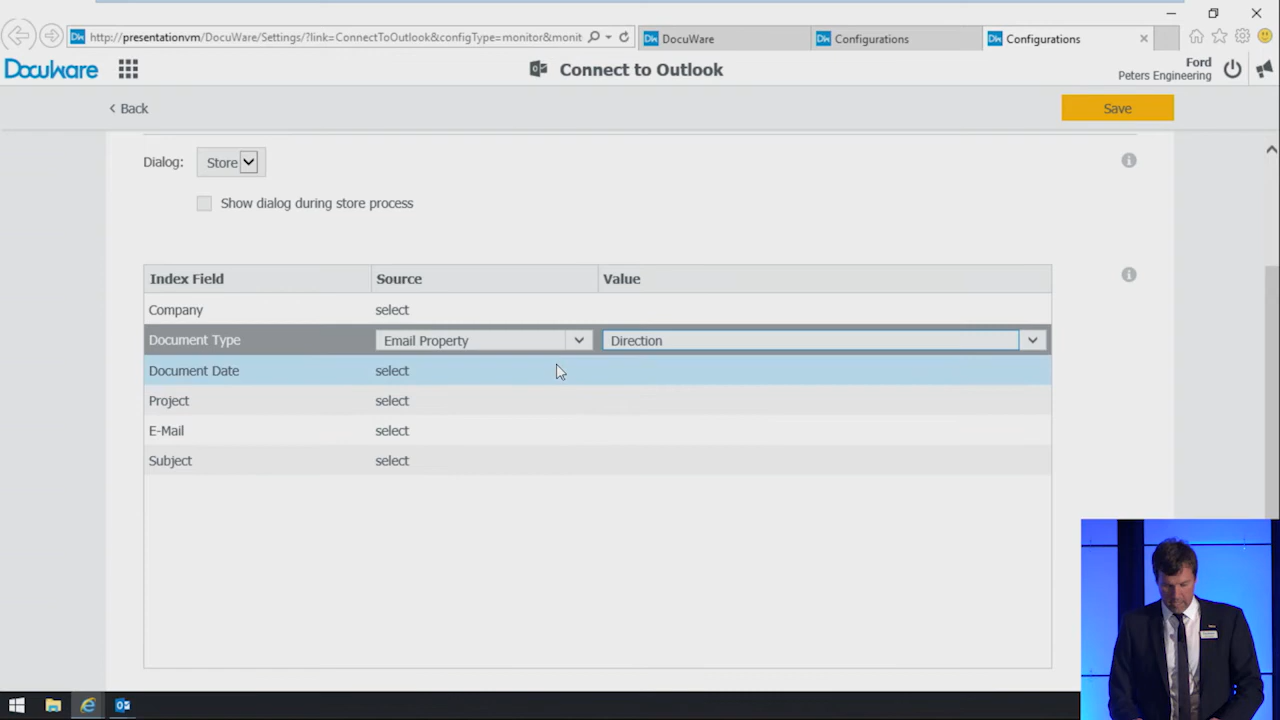 http://presentationvm/DocuWare/Settings/?link=ConnectToOutlook&configType=monitor&monit
DocuWare
Configurations
Configurations
DocuWare
Connect to Outlook
Ford
Peters Engineering
Back
Save
Dialog:
Store
Show dialog during store process
Index Field Source Value
Company select
Document Type Email Property Direction
Document Date select
Project select
E-Mail select
Subject select